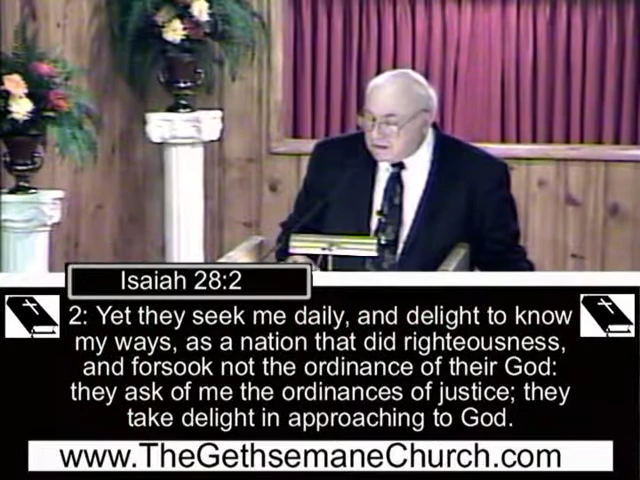 Isaiah 28:2
2: Yet they seek me daily, and delight to know
my ways, as a nation that did righteousness,
and forsook not the ordinance of their God:
they ask of me the ordinances of justice; they
take delight in approaching to God.
www.TheGethsemaneChurch.com